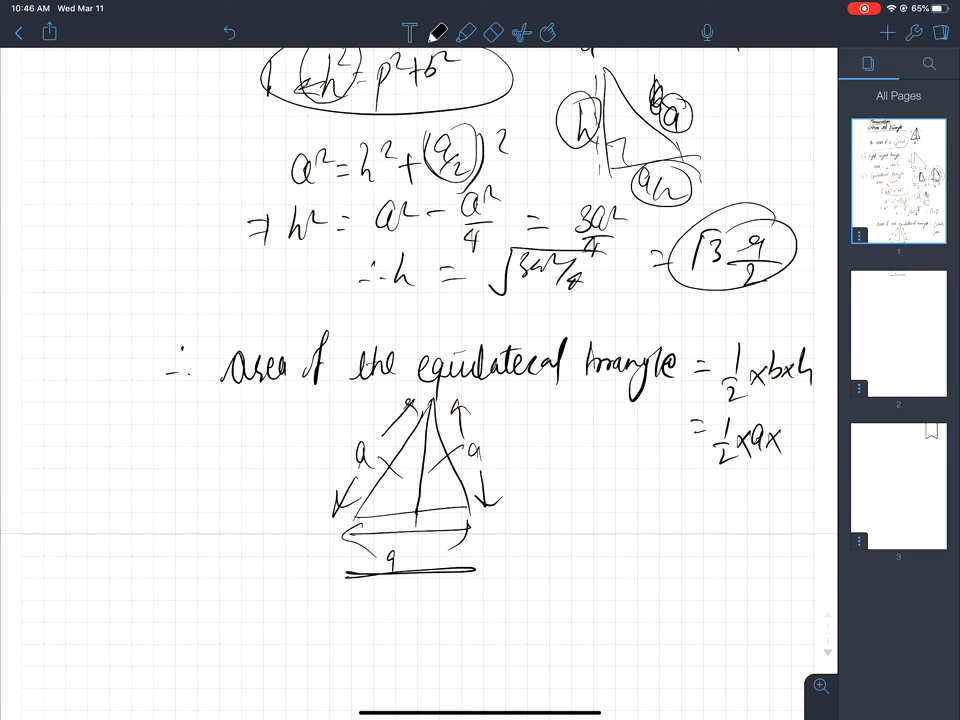 10:46 AM Wed Mar 11
65%
All Pages
h² = p² + b²
a² = h² + (a/2)²
h
a
a/2
⇒ h² = a² - a²/4 = 3a²/4
∴ h = √3a²/4 = √3 a/2
∴ area of the equilateral triangle = 1/2 × b × h
= 1/2 × a ×
a
a
a
1
2
3